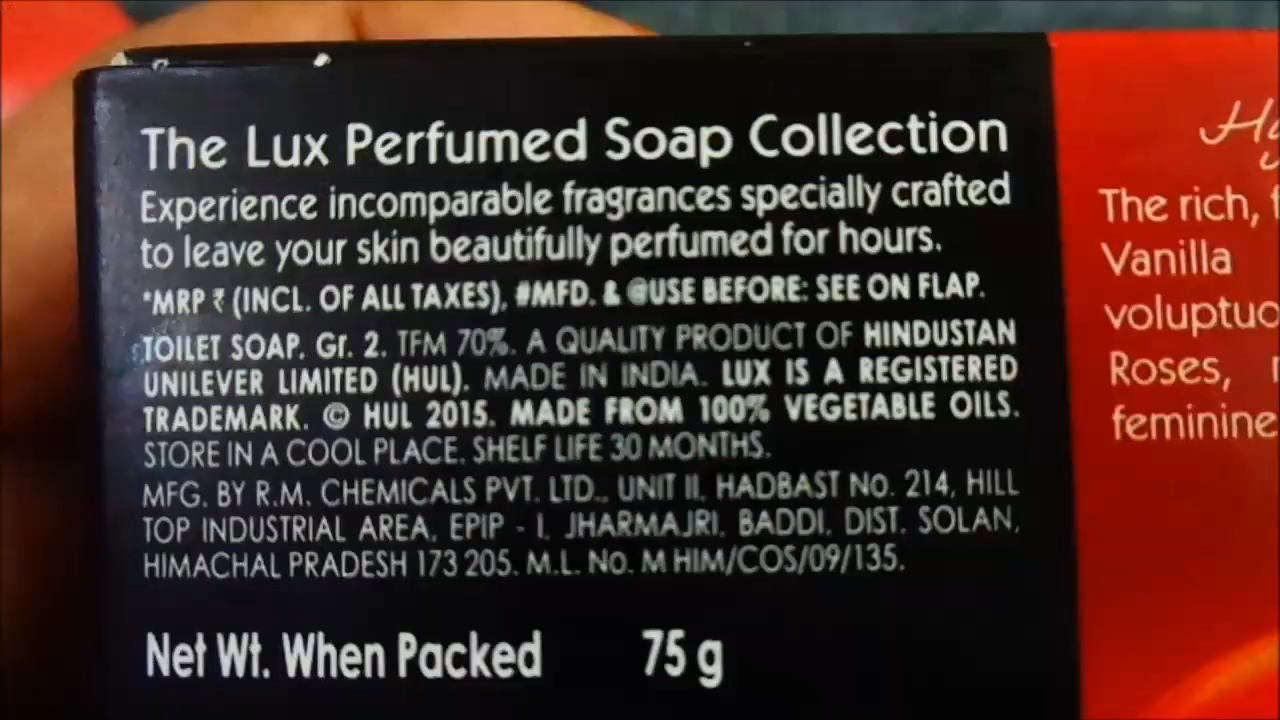 The Lux Perfumed Soap Collection
Experience incomparable fragrances specially crafted
to leave your skin beautifully perfumed for hours.
*MRP ₹ (INCL. OF ALL TAXES), #MFD. & @USE BEFORE: SEE ON FLAP.
TOILET SOAP. Gr. 2. TFM 70%. A QUALITY PRODUCT OF HINDUSTAN
UNILEVER LIMITED (HUL). MADE IN INDIA. LUX IS A REGISTERED
TRADEMARK. © HUL 2015. MADE FROM 100% VEGETABLE OILS.
STORE IN A COOL PLACE. SHELF LIFE 30 MONTHS.
MFG. BY R.M. CHEMICALS PVT. LTD., UNIT II, HADBAST No. 214, HILL
TOP INDUSTRIAL AREA, EPIP - I, JHARMAJRI, BADDI, DIST. SOLAN,
HIMACHAL PRADESH 173 205. M.L. No. M HIM/COS/09/135.
Net Wt. When Packed 75 g
The rich,
Vanilla
Roses,
feminine